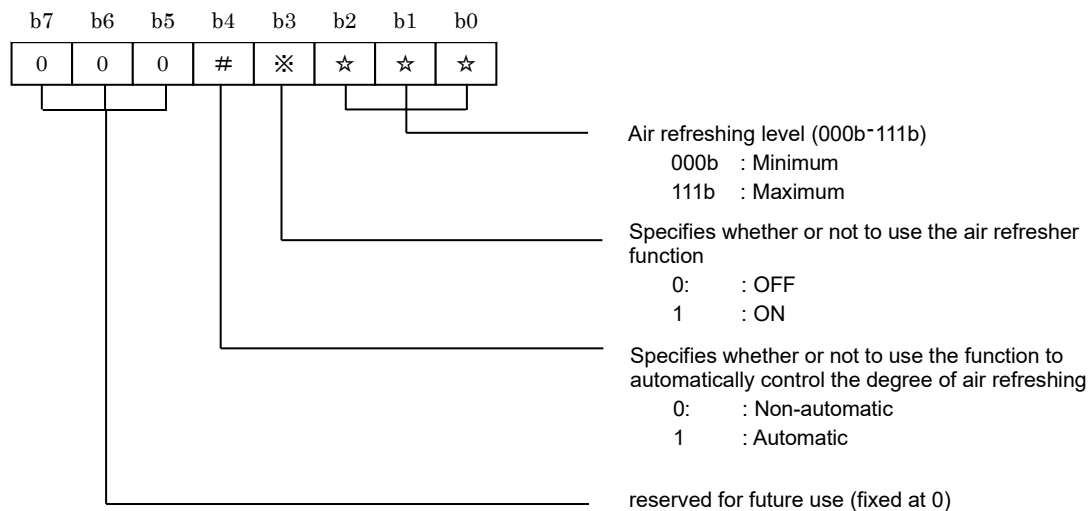 b7 b6 b5 b4 b3 b2 b1 b0
0 0 0 # ※ ☆ ☆ ☆
Air refreshing level (000b-111b)
000b : Minimum
111b : Maximum
Specifies whether or not to use the air refresher
function
0: : OFF
1 : ON
Specifies whether or not to use the function to
automatically control the degree of air refreshing
0: : Non-automatic
1 : Automatic
reserved for future use (fixed at 0)